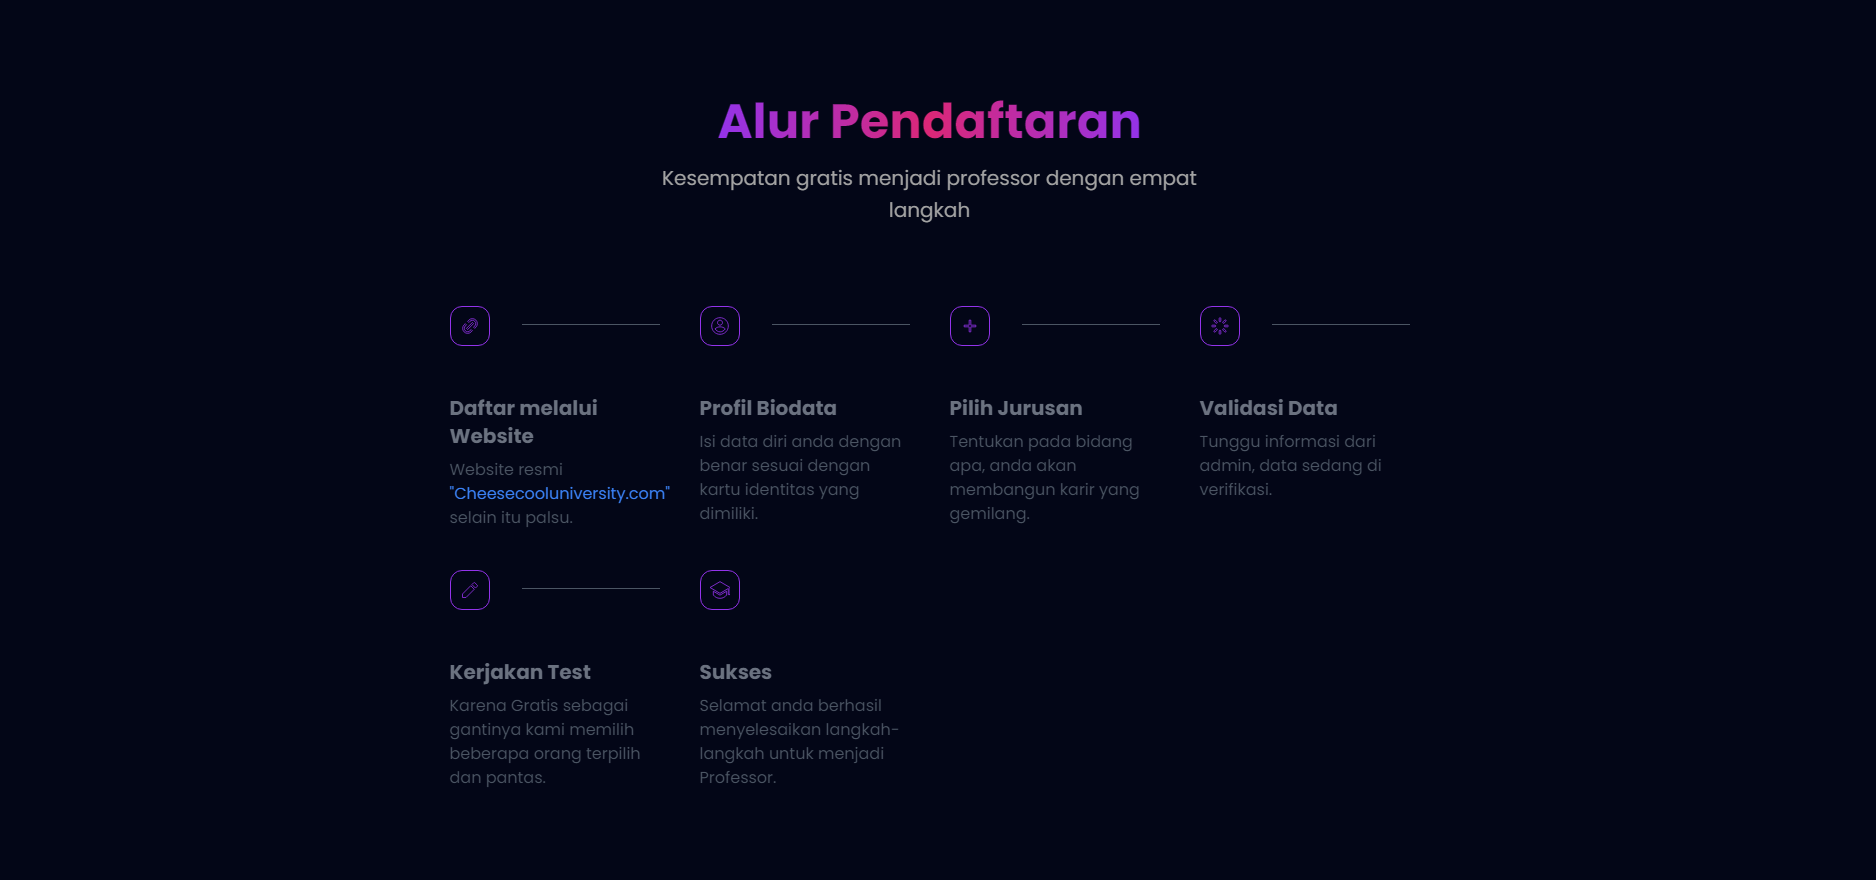 Alur Pendaftaran
Kesempatan gratis menjadi professor dengan empat
langkah
Daftar melalui
Website
Website resmi
"Cheesecooluniversity.com"
selain itu palsu.
Profil Biodata
Isi data diri anda dengan
benar sesuai dengan
kartu identitas yang
dimiliki.
Pilih Jurusan
Tentukan pada bidang
apa, anda akan
membangun karir yang
gemilang.
Validasi Data
Tunggu informasi dari
admin, data sedang di
verifikasi.
Kerjakan Test
Karena Gratis sebagai
gantinya kami memilih
beberapa orang terpilih
dan pantas.
Sukses
Selamat anda berhasil
menyelesaikan langkah-
langkah untuk menjadi
Professor.